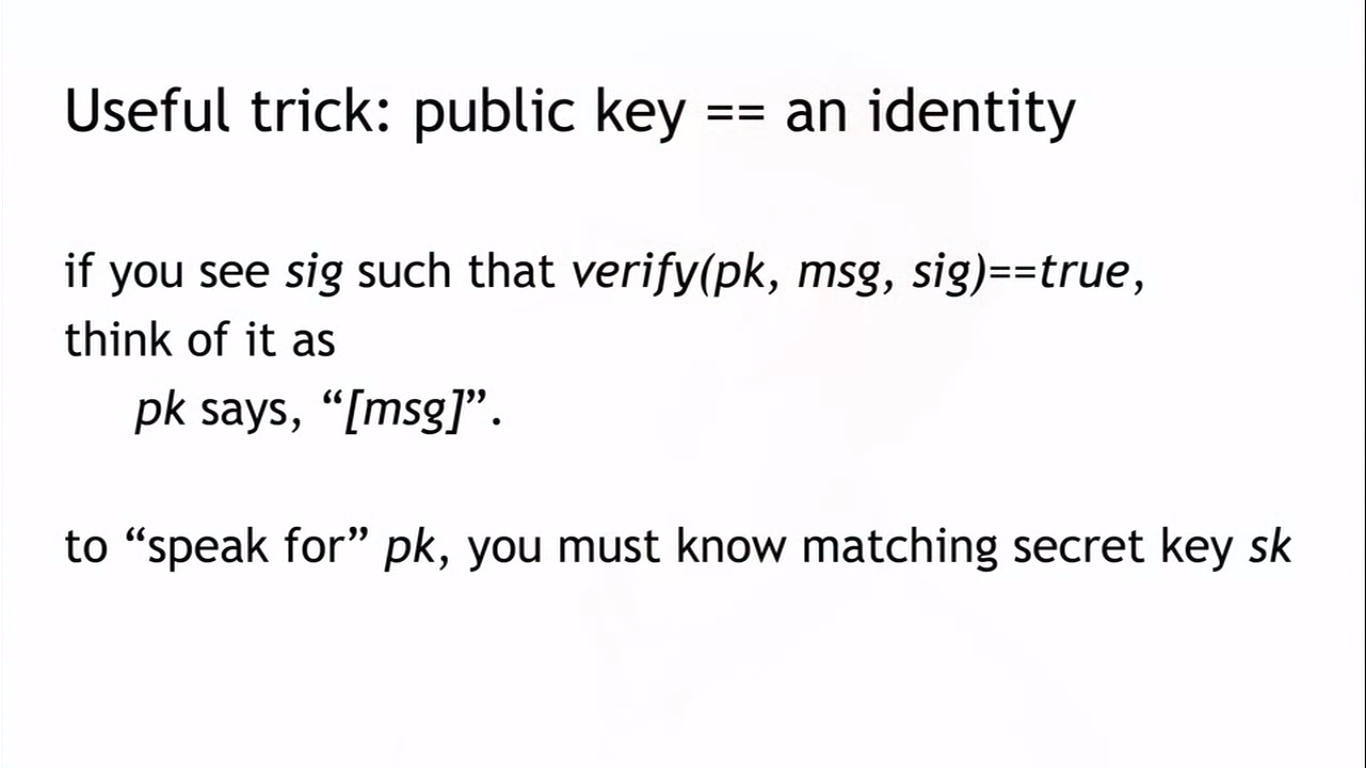 Useful trick: public key == an identity
if you see sig such that verify(pk, msg, sig)==true,
think of it as
pk says, “[msg]”.
to “speak for” pk, you must know matching secret key sk